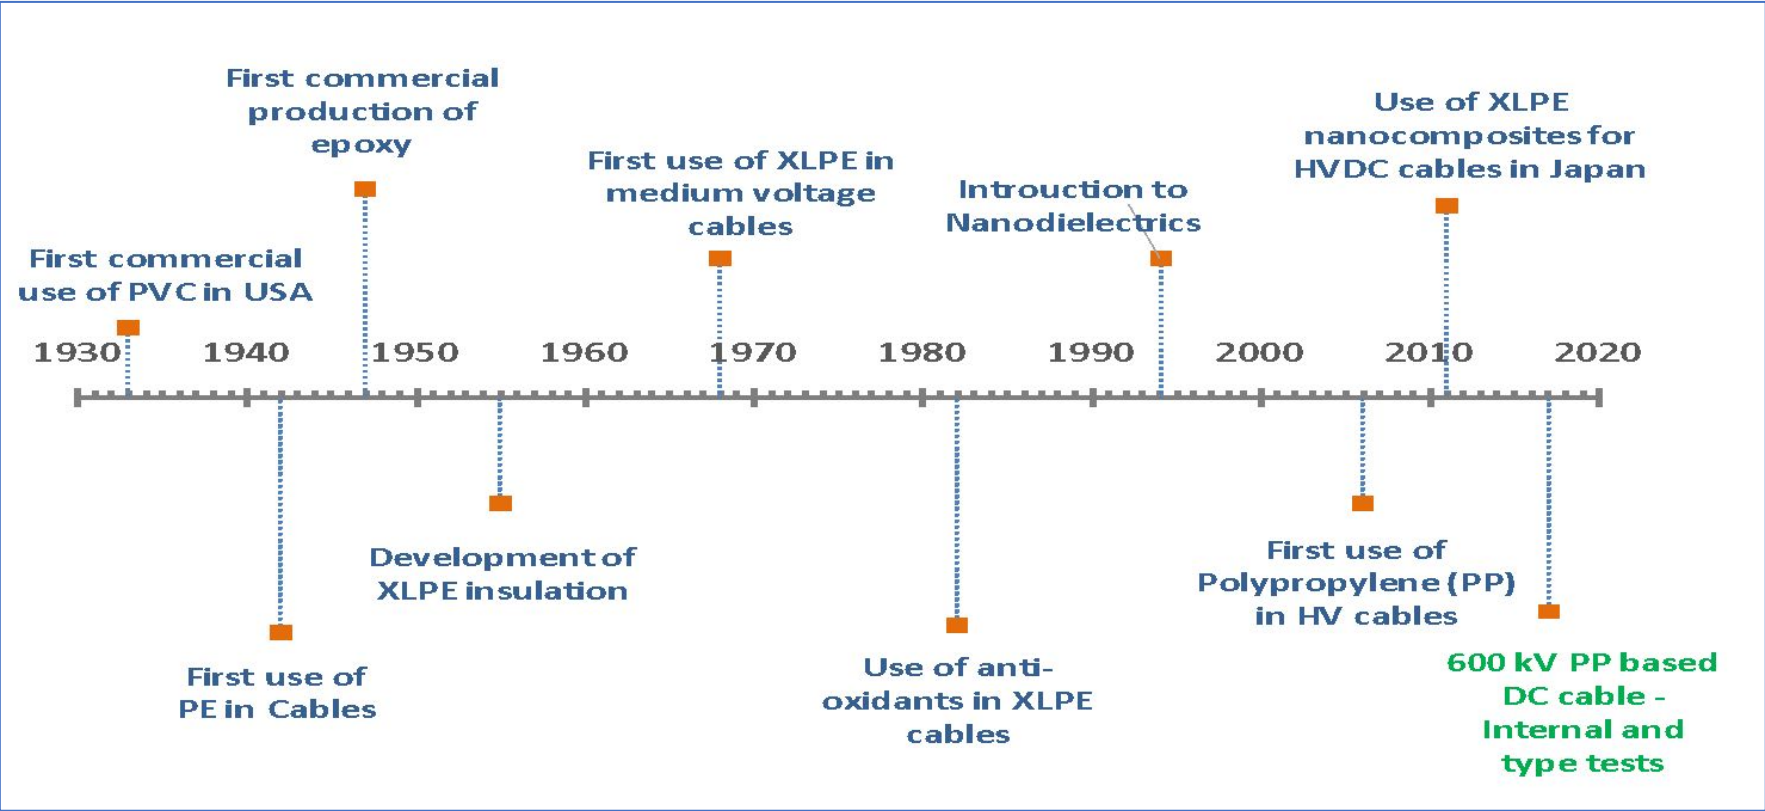 First commercial
production of
epoxy
Use of XLPE
nanocomposites for
HVDC cables in Japan
First use of XLPE in
medium voltage
cables
Introuction to
Nanodielectrics
First commercial
use of PVC in USA
1930 1940 1950 1960 1970 1980 1990 2000 2010 2020
Development of
XLPE insulation
First use of
Polypropylene (PP)
in HV cables
First use of
PE in Cables
Use of anti-
oxidants in XLPE
cables
600 kV PP based
DC cable -
Internal and
type tests